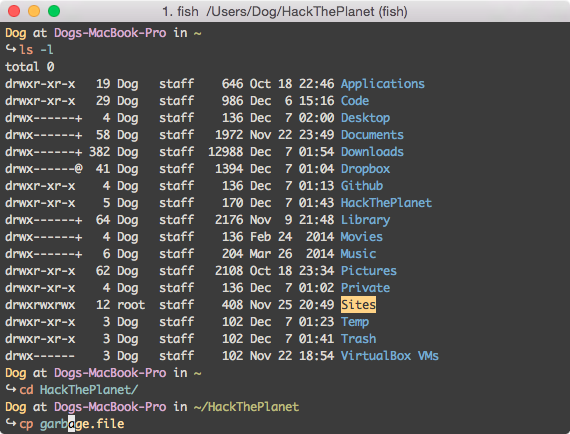 1. fish  /Users/Dog/HackThePlanet (fish)
Dog at Dogs-MacBook-Pro in ~
↪ ls -l
total 0
drwxr-xr-x   19 Dog   staff    646 Oct 18 22:46 Applications
drwxr-xr-x   29 Dog   staff    986 Dec  6 15:16 Code
drwx------+   4 Dog   staff    136 Dec  7 02:00 Desktop
drwx------+  58 Dog   staff   1972 Nov 22 23:49 Documents
drwx------+ 382 Dog   staff  12988 Dec  7 01:54 Downloads
drwx------@  41 Dog   staff   1394 Dec  7 01:04 Dropbox
drwxr-xr-x    4 Dog   staff    136 Dec  7 01:13 Github
drwxr-xr-x    5 Dog   staff    170 Dec  7 01:43 HackThePlanet
drwx------+  64 Dog   staff   2176 Nov  9 21:48 Library
drwx------+   4 Dog   staff    136 Feb 24  2014 Movies
drwx------+   6 Dog   staff    204 Mar 26  2014 Music
drwxr-xr-x   62 Dog   staff   2108 Oct 18 23:34 Pictures
drwxr-xr-x    4 Dog   staff    136 Dec  7 01:02 Private
drwxrwxrwx   12 root  staff    408 Nov 25 20:49 Sites
drwxr-xr-x    3 Dog   staff    102 Dec  7 01:23 Temp
drwxr-xr-x    3 Dog   staff    102 Dec  7 01:41 Trash
drwx------    3 Dog   staff    102 Nov 22 18:54 VirtualBox VMs
Dog at Dogs-MacBook-Pro in ~
↪ cd HackThePlanet/
Dog at Dogs-MacBook-Pro in ~/HackThePlanet
↪ cp garbage.file